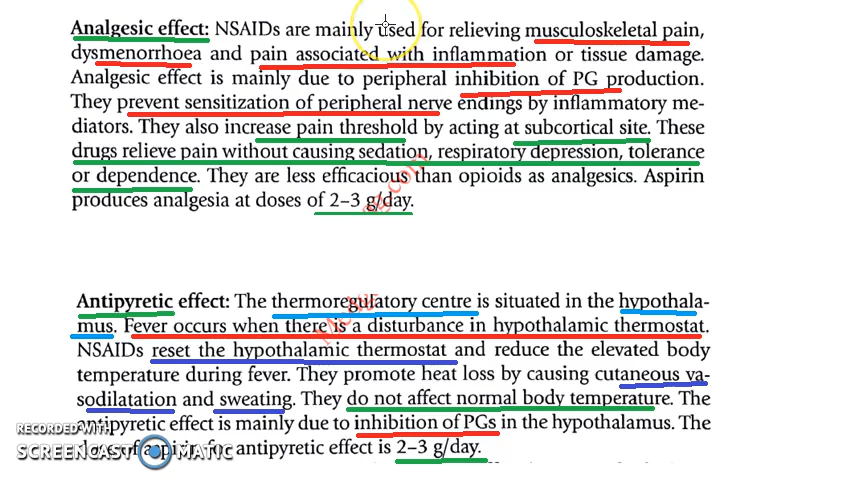 Analgesic effect: NSAIDs are mainly used for relieving musculoskeletal pain,
dysmenorrhoea and pain associated with inflammation or tissue damage.
Analgesic effect is mainly due to peripheral inhibition of PG production.
They prevent sensitization of peripheral nerve endings by inflammatory me-
diators. They also increase pain threshold by acting at subcortical site. These
drugs relieve pain without causing sedation, respiratory depression, tolerance
or dependence. They are less efficacious than opioids as analgesics. Aspirin
produces analgesia at doses of 2–3 g/day.
Antipyretic effect: The thermoregulatory centre is situated in the hypothala-
mus. Fever occurs when there is a disturbance in hypothalamic thermostat.
NSAIDs reset the hypothalamic thermostat and reduce the elevated body
temperature during fever. They promote heat loss by causing cutaneous va-
sodilatation and sweating. They do not affect normal body temperature. The
antipyretic effect is mainly due to inhibition of PGs in the hypothalamus. The
of aspirin for antipyretic effect is 2–3 g/day.
RECORDED WITH
SCREENCAST MATIC